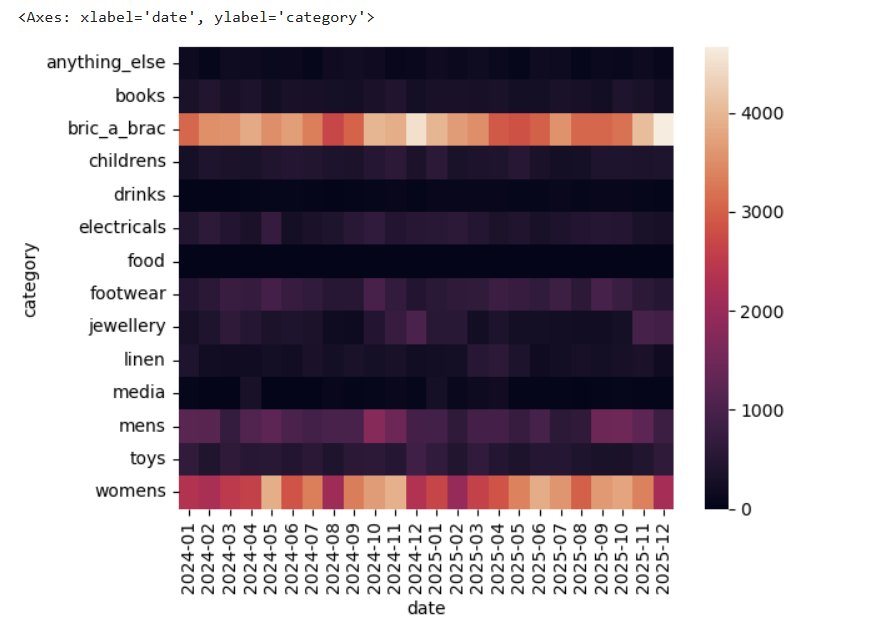 <Axes: xlabel='date', ylabel='category'>
anything_else
books
bric_a_brac
childrens
drinks
electricals
food
footwear
jewellery
linen
media
mens
toys
womens
category
2024-01
2024-02
2024-03
2024-04
2024-05
2024-06
2024-07
2024-08
2024-09
2024-10
2024-11
2024-12
2025-01
2025-02
2025-03
2025-04
2025-05
2025-06
2025-07
2025-08
2025-09
2025-10
2025-11
2025-12
date
4000
3000
2000
1000
0